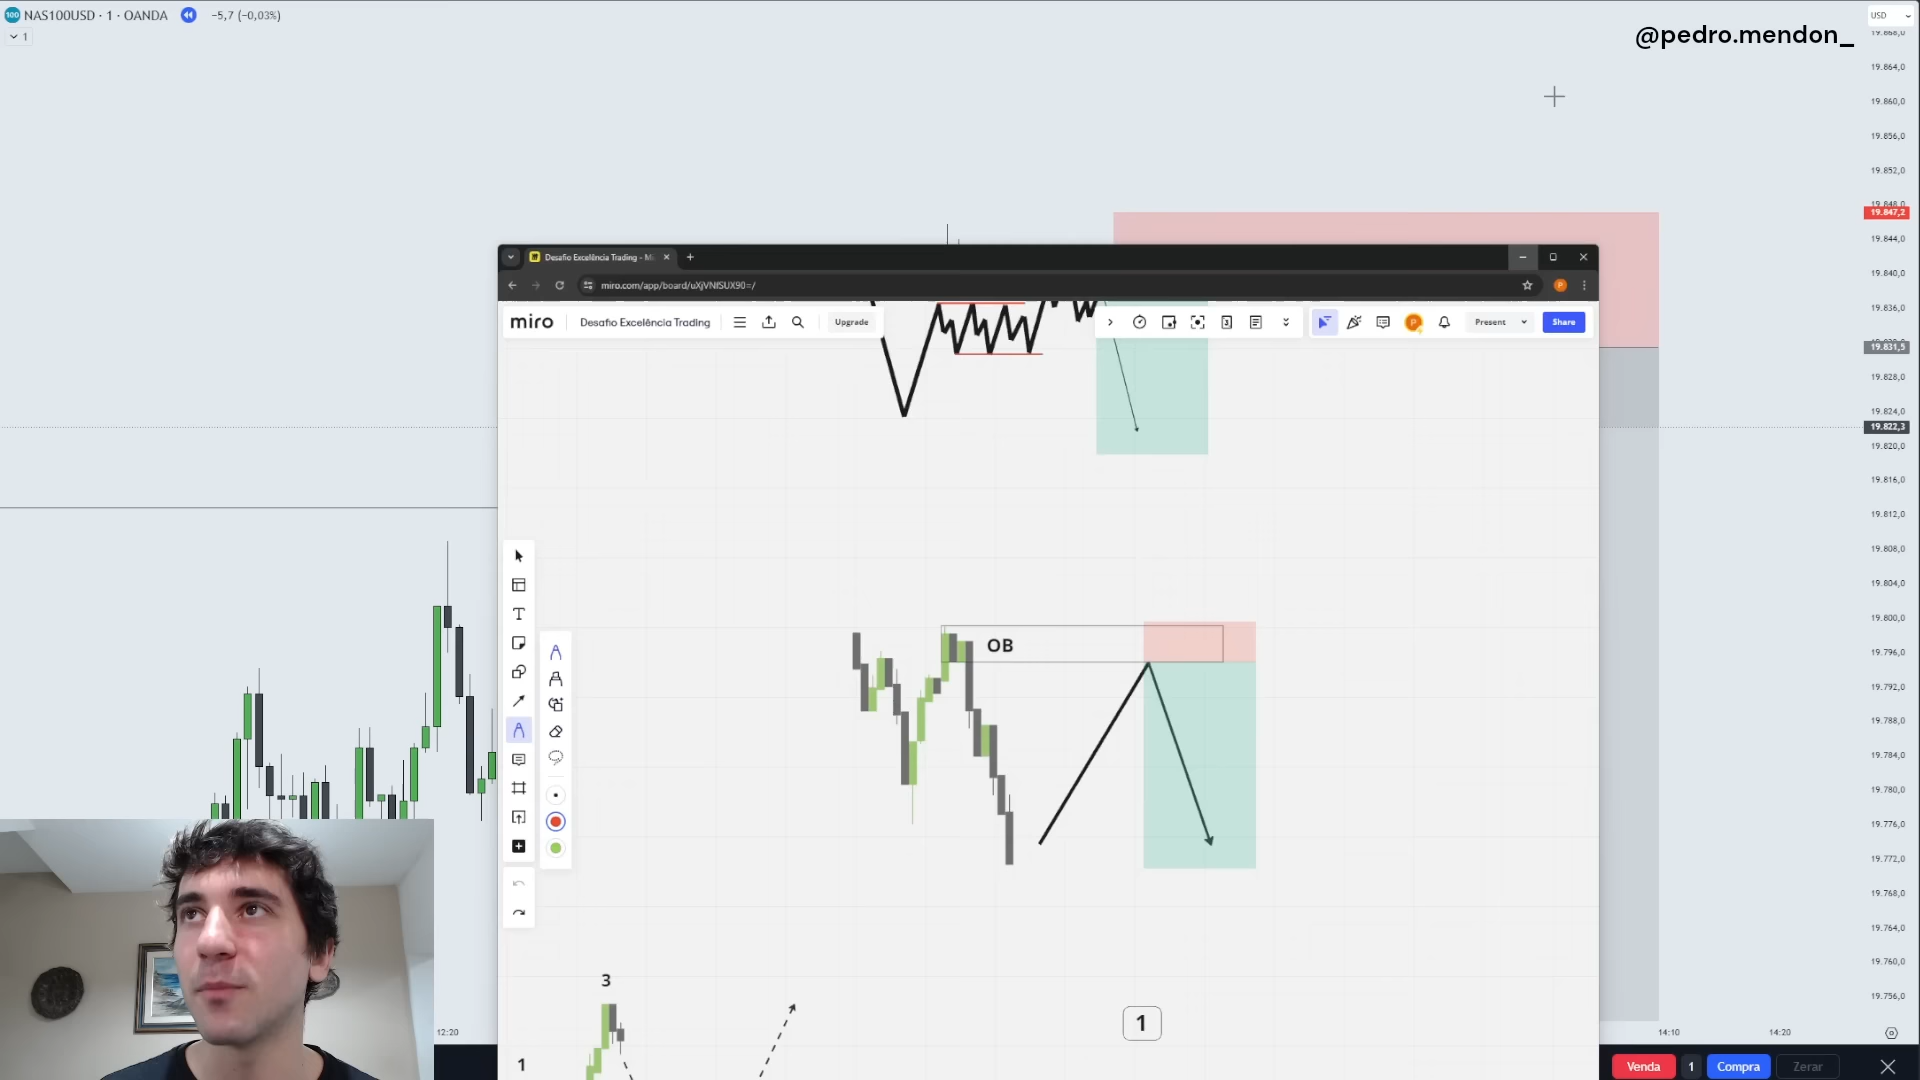 NAS100USD · 1 · OANDA −5,7 (−0,03%)
1
@pedro.mendon_
USD
19.864,0
19.860,0
19.856,0
19.852,0
19.847,2
19.844,0
19.840,0
19.836,0
19.831,5
19.828,0
19.824,0
19.822,3
19.820,0
19.816,0
19.812,0
19.808,0
19.804,0
19.800,0
19.796,0
19.792,0
19.788,0
19.784,0
19.780,0
19.776,0
19.772,0
19.768,0
19.764,0
19.760,0
19.756,0
Desafio Excelência Trading - Mi
miro.com/app/board/uXjVNISUX90=/
miro
Desafio Excelência Trading
Upgrade
P
Present
Share
OB
3
1
1
12:20
14:10
14:20
Venda
1
Compra
Zerar